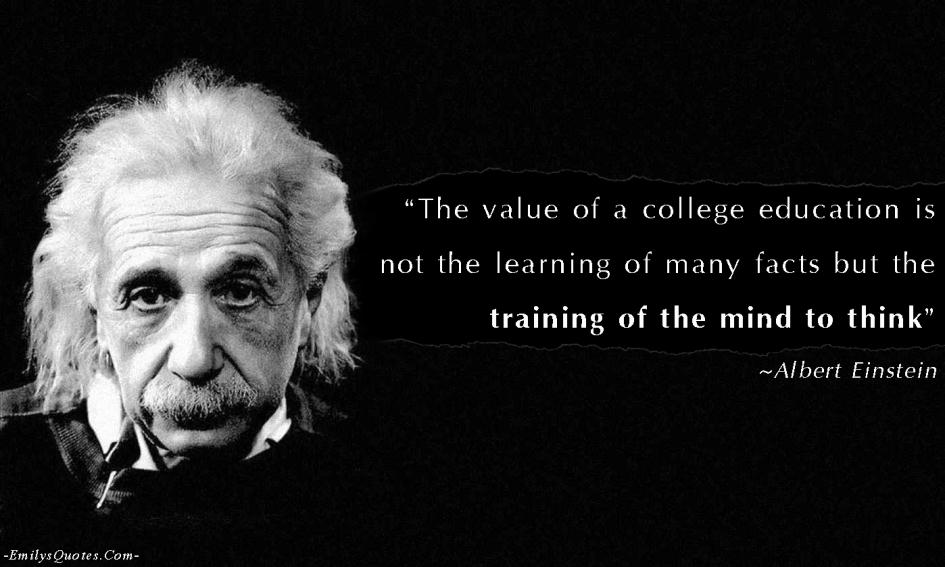 “The value of a college education is
not the learning of many facts but the
training of the mind to think”
~Albert Einstein
-EmilysQuotes.Com-